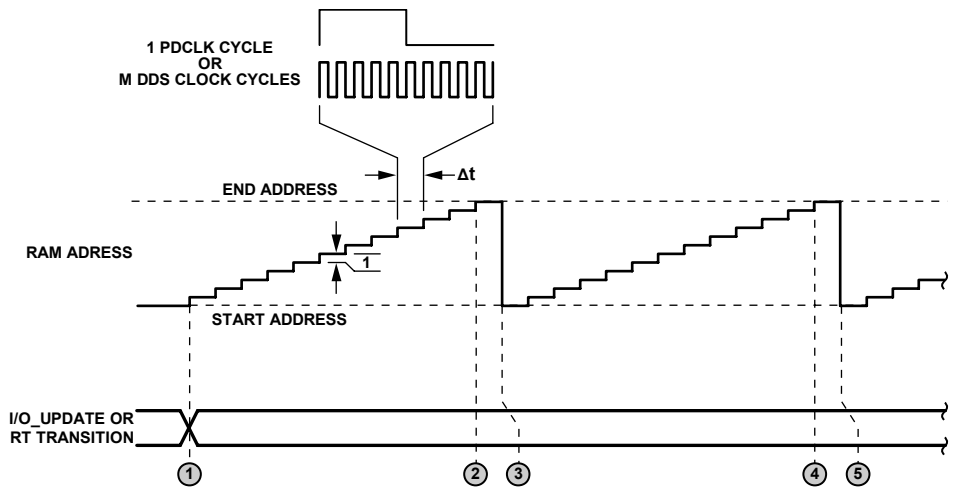 1 PDCLK CYCLE
OR
M DDS CLOCK CYCLES
Δt
END ADDRESS
RAM ADRESS
1
START ADDRESS
I/O_UPDATE OR
RT TRANSITION
1 2 3 4 5